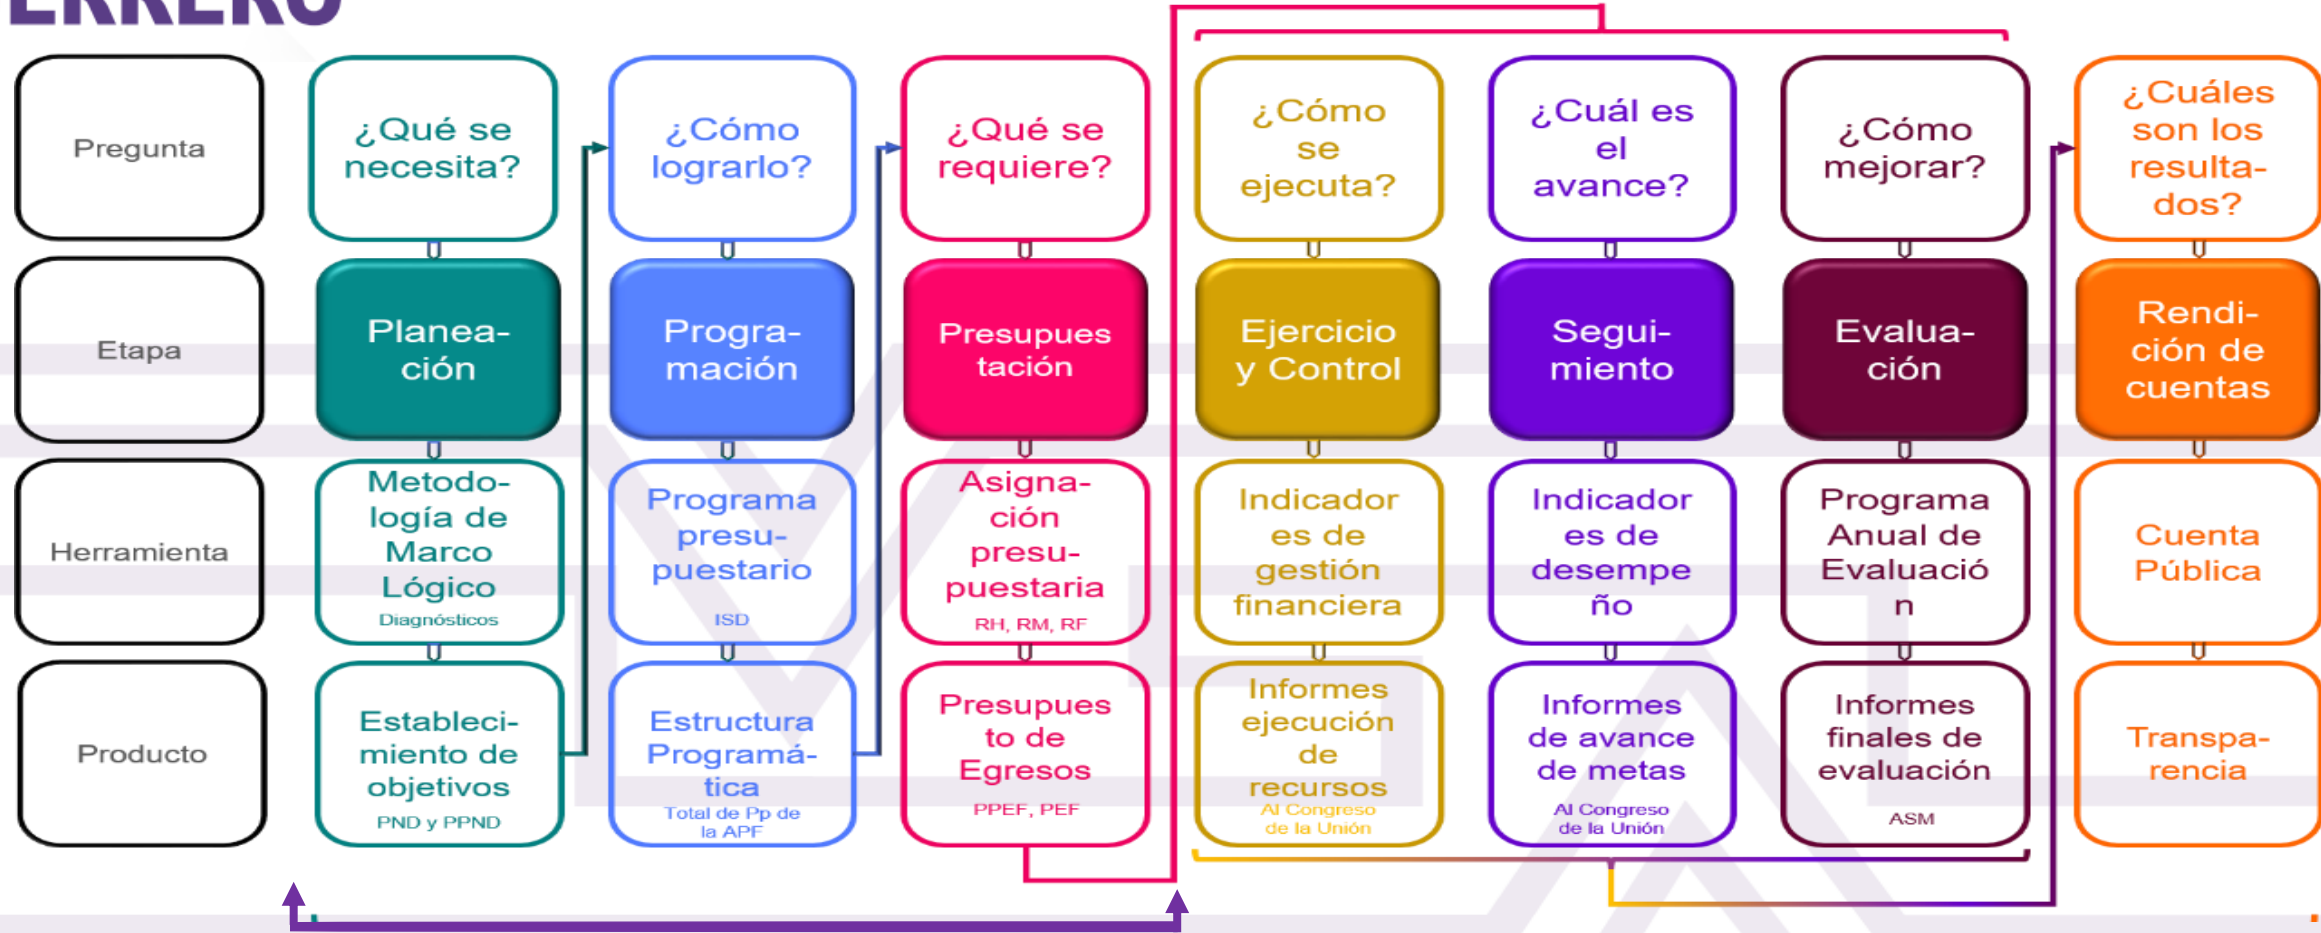 ERRERO
Pregunta
¿Qué se
necesita?
¿Cómo
lograrlo?
¿Qué se
requiere?
¿Cómo
se
ejecuta?
¿Cuál es
el
avance?
¿Cómo
mejorar?
¿Cuáles
son los
resulta-
dos?
Etapa
Planea-
ción
Progra-
mación
Presupues
tación
Ejercicio
y Control
Segui-
miento
Evalua-
ción
Rendi-
ción de
cuentas
Herramienta
Metodo-
logía de
Marco
Lógico
Diagnósticos
Programa
presu-
puestario
ISD
Asigna-
ción
presu-
puestaria
RH, RM, RF
Indicador
es de
gestión
financiera
Indicador
es de
desempe
ño
Programa
Anual de
Evaluació
n
Cuenta
Pública
Producto
Estableci-
miento de
objetivos
PND y PPND
Estructura
Programá-
tica
Total de Pp de
la APF
Presupues
to de
Egresos
PPEF, PEF
Informes
ejecución
de
recursos
Al Congreso
de la Unión
Informes
de avance
de metas
Al Congreso
de la Unión
Informes
finales de
evaluación
ASM
Transpa-
rencia